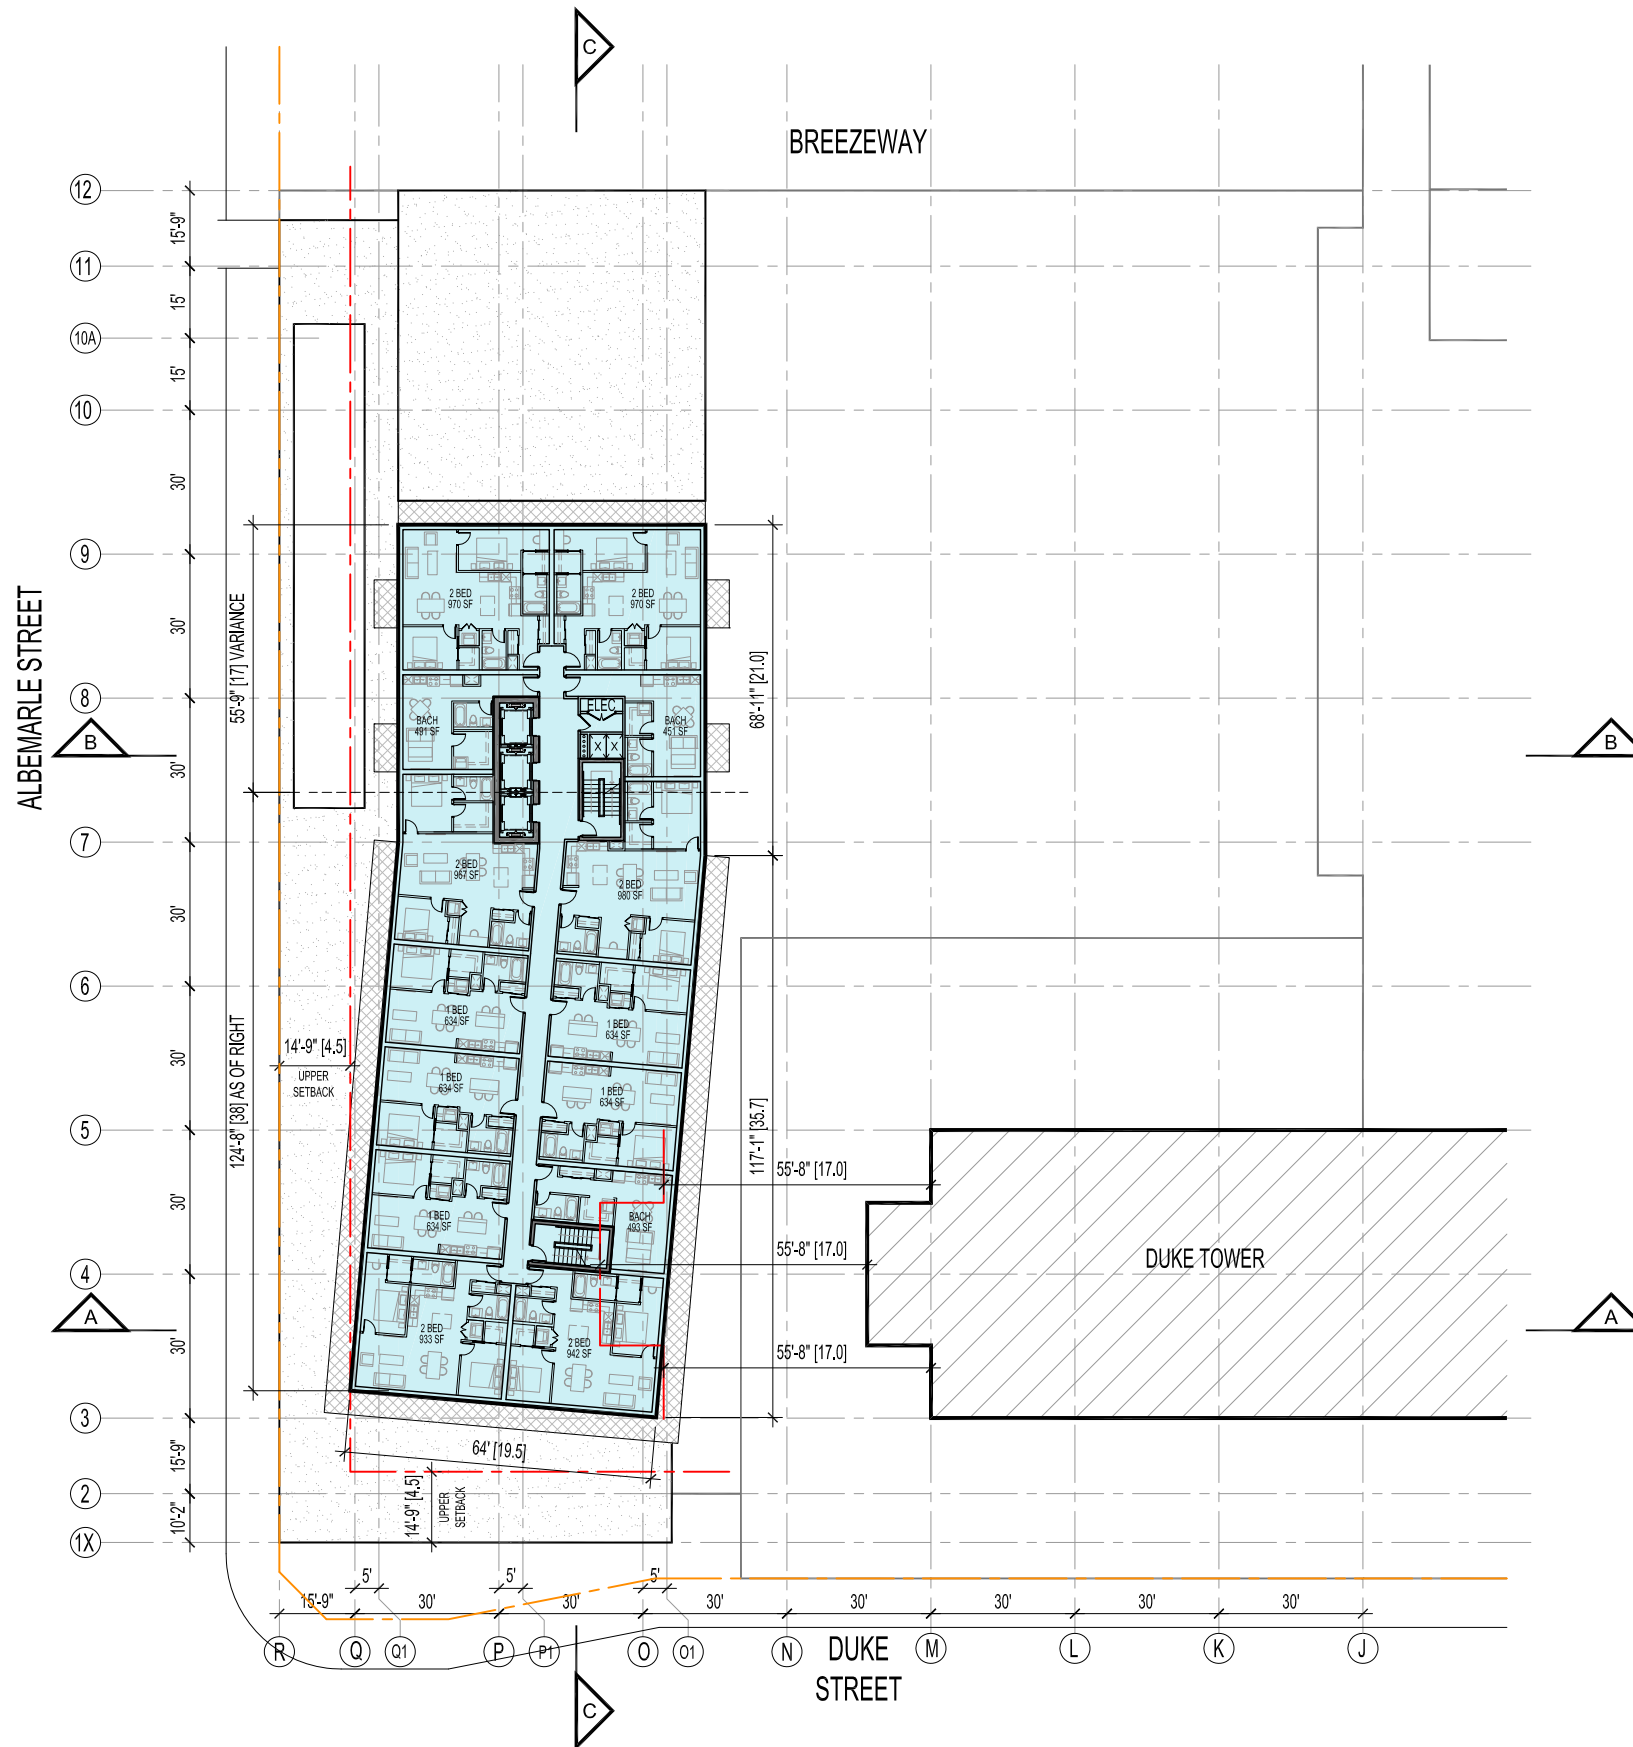 C
BREEZEWAY
12
15'-9"
11
15'
10A
15'
10
30'
9
ALBEMARLE STREET
30'
55'-9" [17] VARIANCE
2 BED
970 SF
2 BED
970 SF
68'-11" [21.0]
8
ELEC
BACH
491 SF
BACH
451 SF
X X
B
B
30'
7
2 BED
967 SF
2 BED
980 SF
30'
6
1 BED
634 SF
1 BED
634 SF
124'-8" [38] AS OF RIGHT
14'-9" [4.5]
UPPER
SETBACK
30'
1 BED
634 SF
1 BED
634 SF
5
117'-1" [35.7]
55'-8" [17.0]
30'
1 BED
634 SF
BACH
493 SF
55'-8" [17.0]
DUKE TOWER
4
A
A
30'
2 BED
933 SF
2 BED
942 SF
55'-8" [17.0]
3
64' [19.5]
15'-9"
14'-9" [4.5]
UPPER
SETBACK
2
10'-2"
1X
5'
5'
5'
15'-9"
30'
30'
30'
30'
30'
30'
30'
R
Q
Q1
P
P1
O
O1
N
M
L
K
J
DUKE
STREET
C